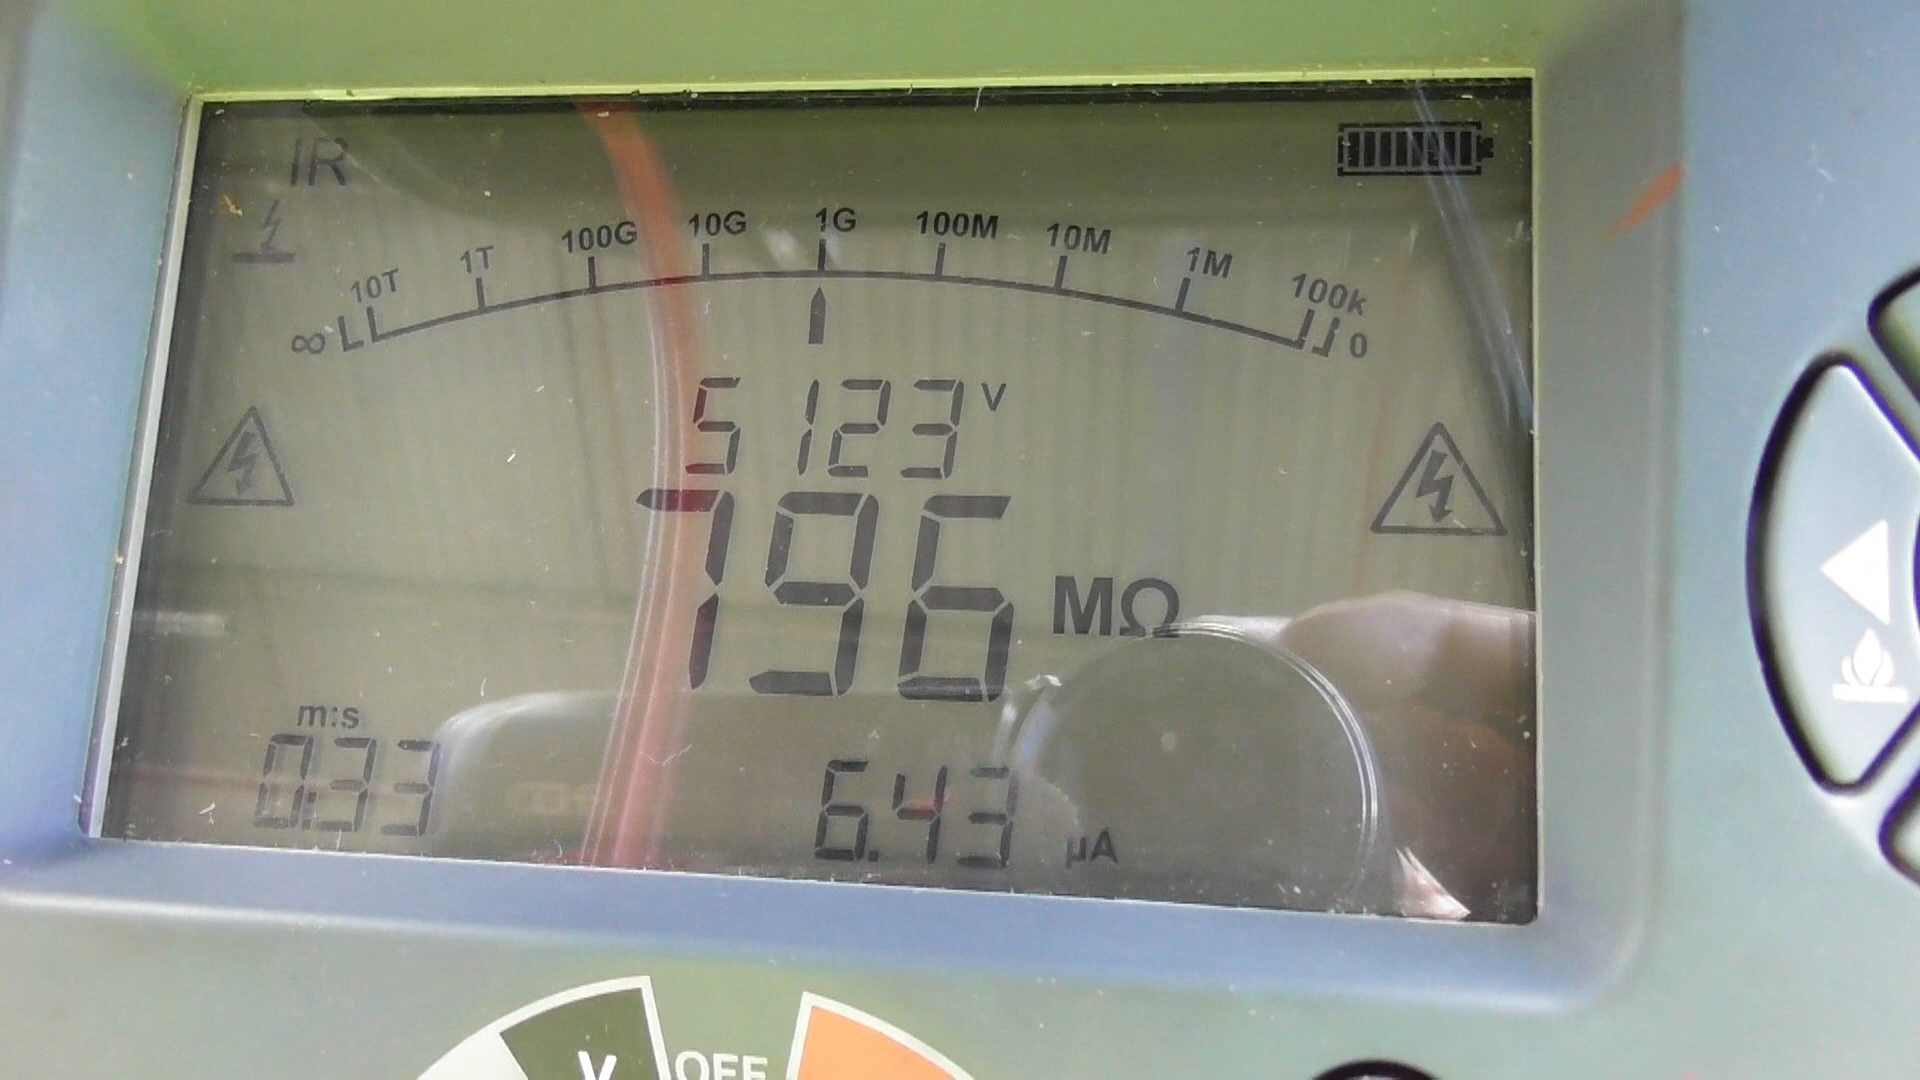 IR
10T 1T 100G 10G 1G 100M 10M 1M 100k
∞ 0
5123 V
796 MΩ
m:s
0.33
6.43 µA
V OFF